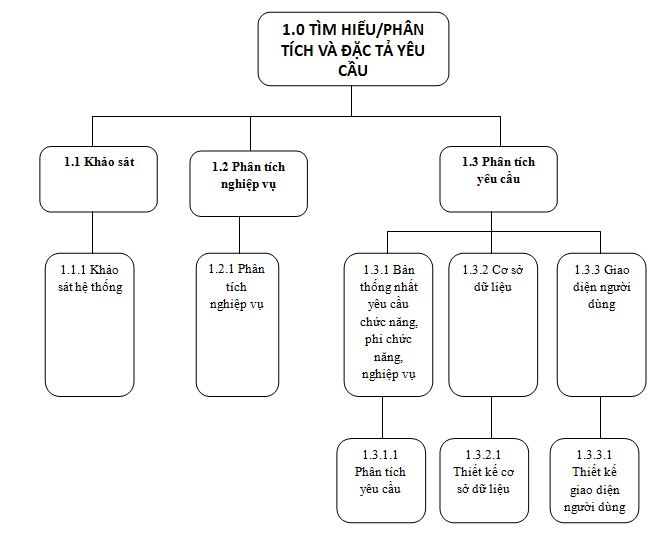 1.0 TÌM HIỂU/PHÂN
TÍCH VÀ ĐẶC TẢ YÊU
CẦU
1.1 Khảo sát
1.2 Phân tích
nghiệp vụ
1.3 Phân tích
yêu cầu
1.1.1 Khảo
sát hệ thống
1.2.1 Phân
tích
nghiệp vụ
1.3.1 Bản
thống nhất
yêu cầu
chức năng,
phi chức
năng,
nghiệp vụ
1.3.2 Cơ sở
dữ liệu
1.3.3 Giao
diện người
dùng
1.3.1.1
Phân tích
yêu cầu
1.3.2.1
Thiết kế cơ
sở dữ liệu
1.3.3.1
Thiết kế
giao diện
người dùng